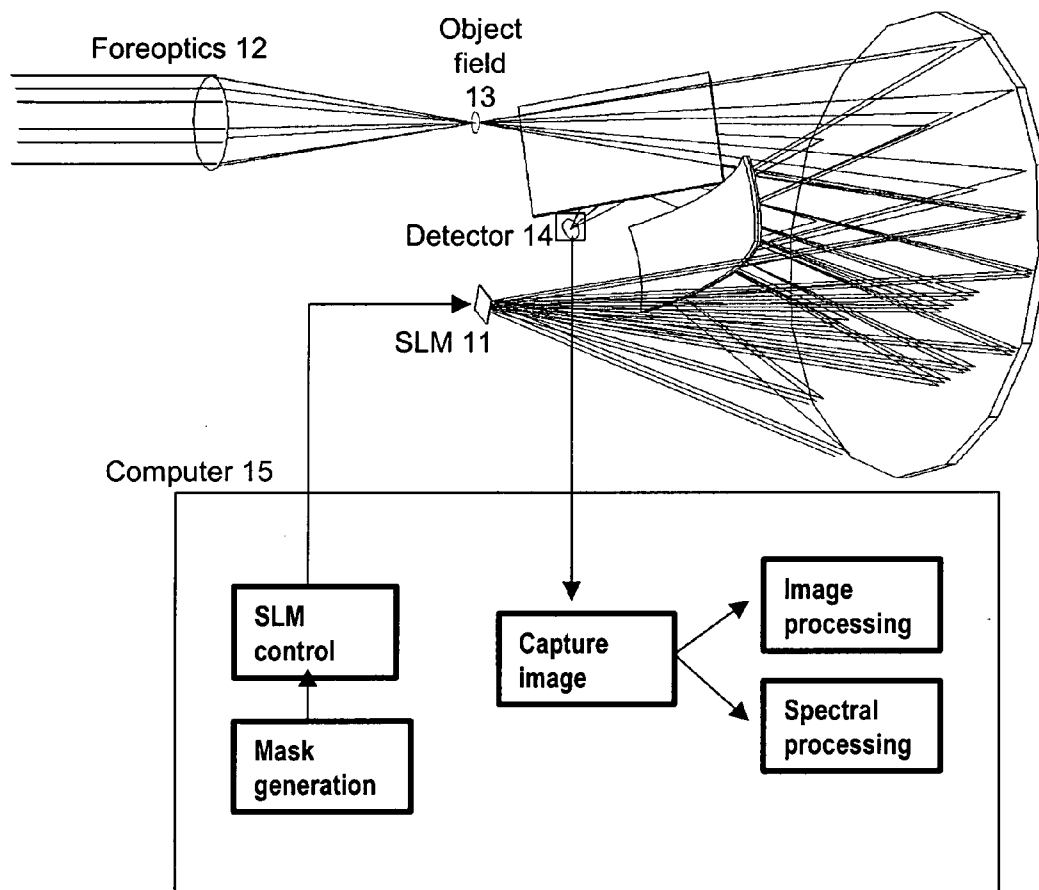 Foreoptics 12
Object
field
13
Detector 14
SLM 11
Computer 15
SLM
control
Mask
generation
Capture
image
Image
processing
Spectral
processing